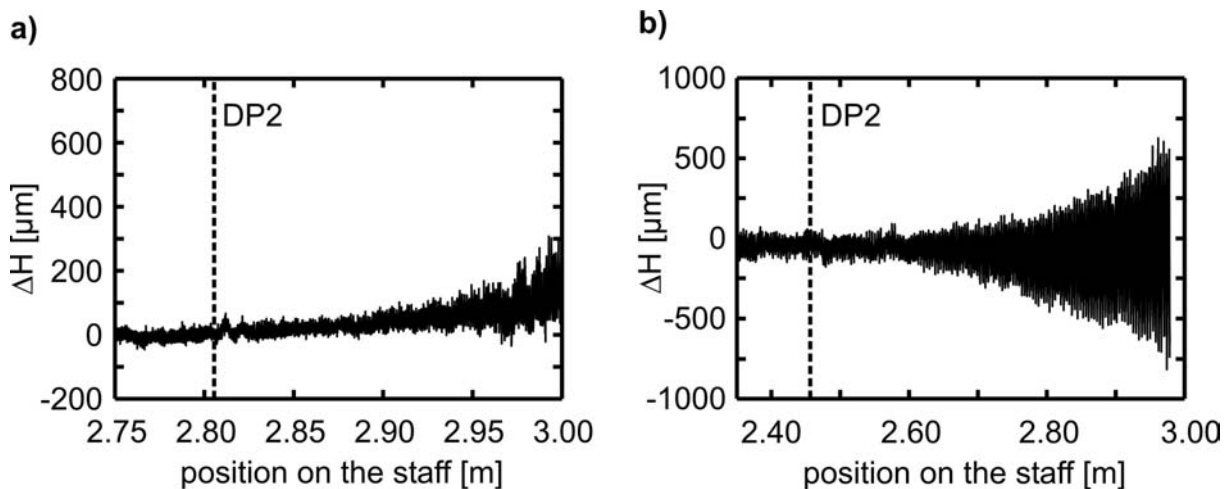 a)
800
600
400
200
0
-200
ΔH [µm]
DP2
2.75 2.80 2.85 2.90 2.95 3.00
position on the staff [m]
b)
1000
500
0
-500
-1000
ΔH [µm]
DP2
2.40 2.60 2.80 3.00
position on the staff [m]